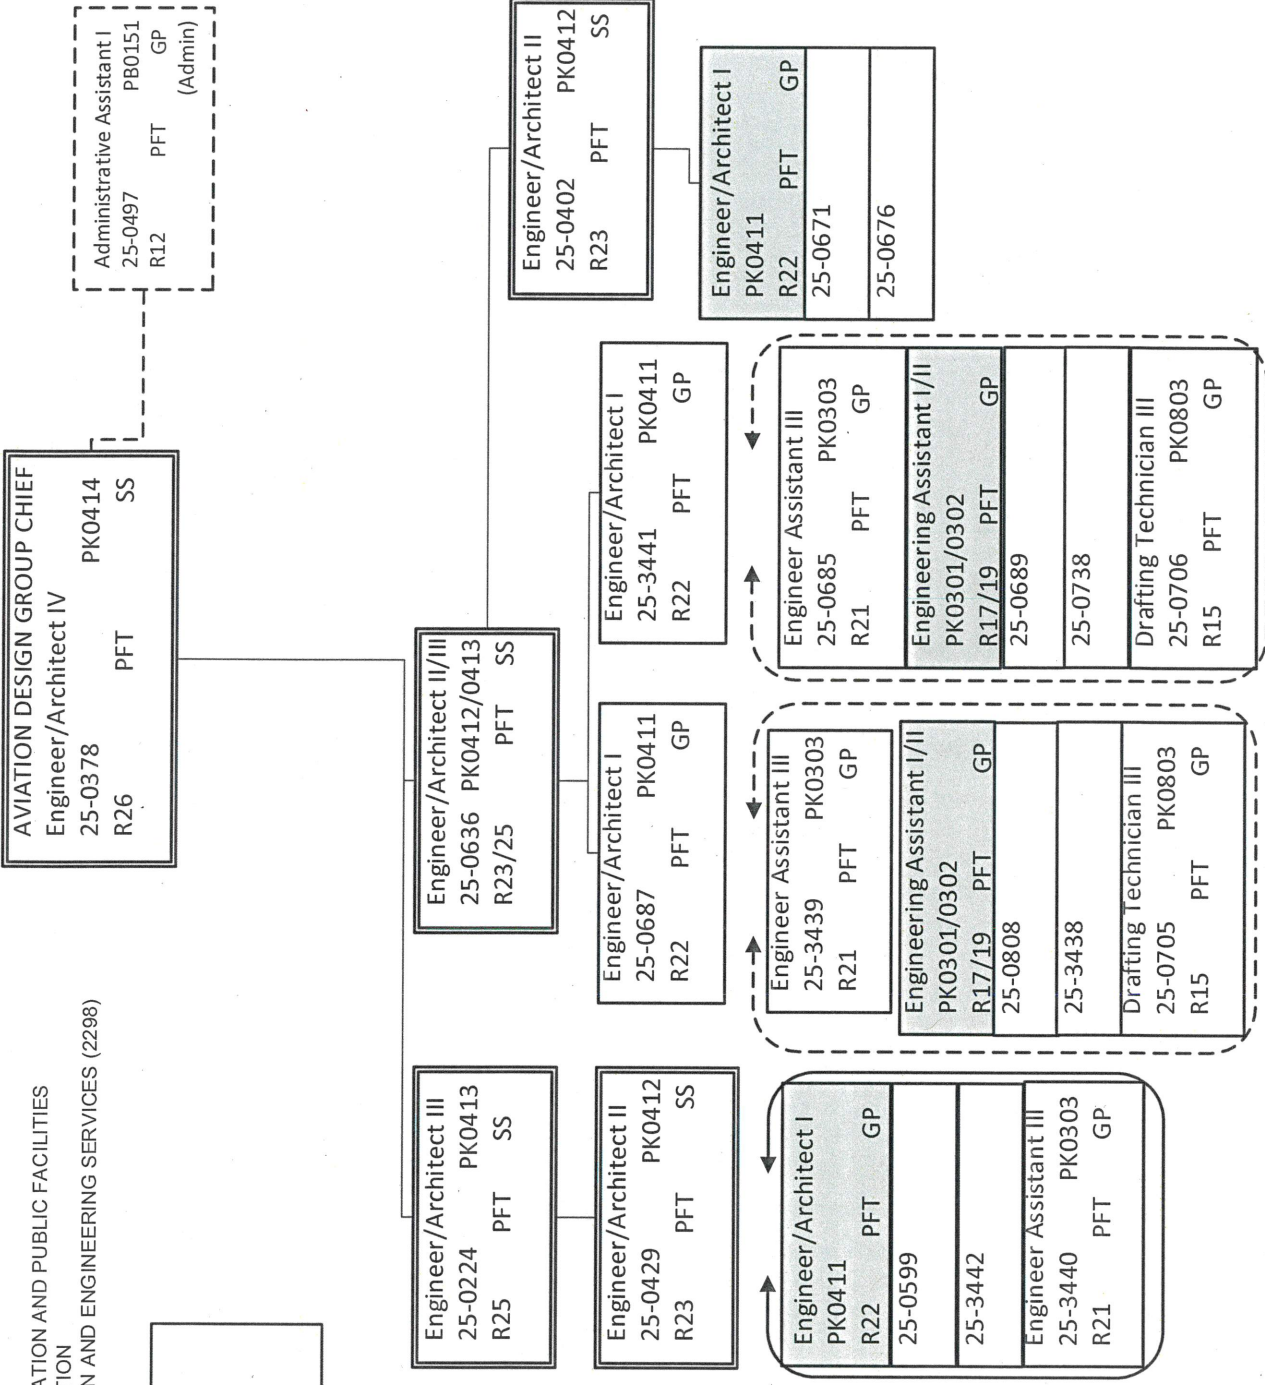 ATION AND PUBLIC FACILITIES
TION
N AND ENGINEERING SERVICES (2298)
AVIATION DESIGN GROUP CHIEF
Engineer/Architect IV
25-0378 PK0414
R26 PFT SS
Administrative Assistant I
25-0497 PB0151
R12 PFT GP
(Admin)
Engineer/Architect III
25-0224 PK0413
R25 PFT SS
Engineer/Architect II
25-0429 PK0412
R23 PFT SS
Engineer/Architect I
PK0411
R22 PFT GP
25-0599
25-3442
Engineer Assistant III
25-3440 PK0303
R21 PFT GP
Engineer/Architect II/III
25-0636 PK0412/0413
R23/25 PFT SS
Engineer/Architect I
25-0687 PK0411
R22 PFT GP
Engineer Assistant III
25-3439 PK0303
R21 PFT GP
Engineering Assistant I/II
PK0301/0302
R17/19 PFT GP
25-0808
25-3438
Drafting Technician III
25-0705 PK0803
R15 PFT GP
Engineer/Architect I
25-3441 PK0411
R22 PFT GP
Engineer Assistant III
25-0685 PK0303
R21 PFT GP
Engineering Assistant I/II
PK0301/0302
R17/19 PFT GP
25-0689
25-0738
Drafting Technician III
25-0706 PK0803
R15 PFT GP
Engineer/Architect II
25-0402 PK0412
R23 PFT SS
Engineer/Architect I
PK0411
R22 PFT GP
25-0671
25-0676